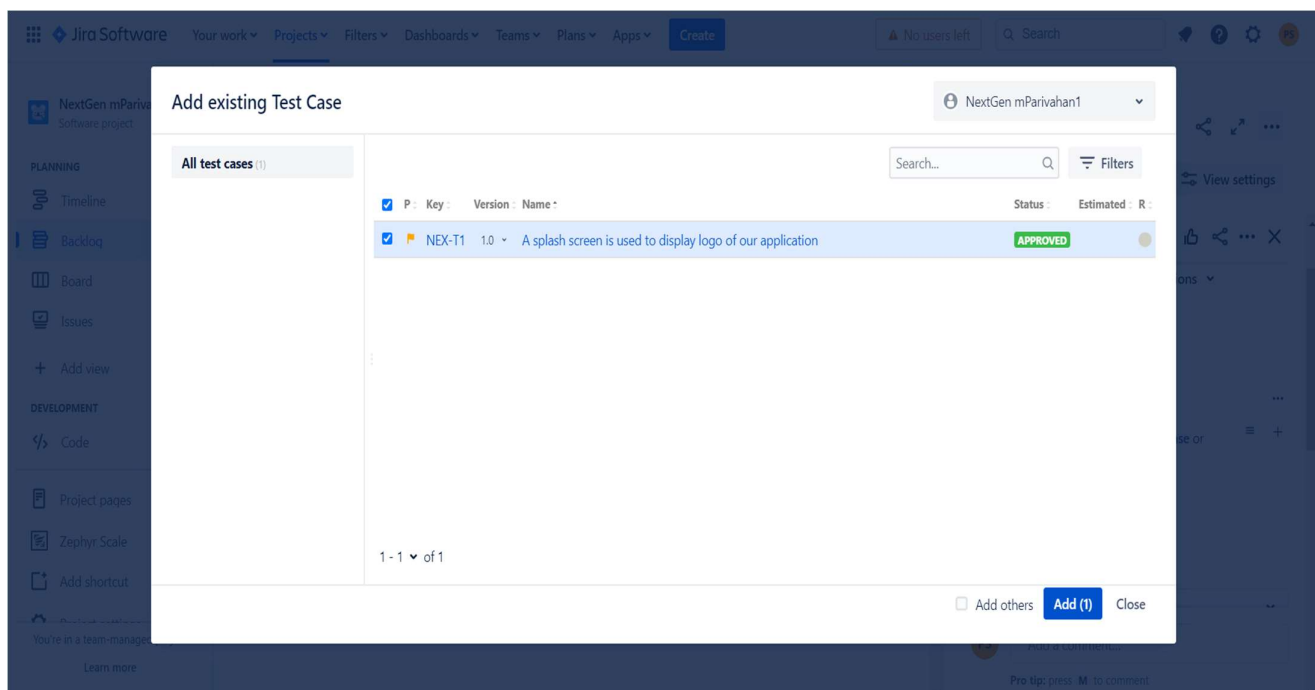 Jira Software Your work Projects Filters Dashboards Teams Plans Apps Create No users left Search PS
NextGen mPariva
Software project
PLANNING
Timeline
Backlog
Board
Issues
Add view
DEVELOPMENT
Code
Project pages
Zephyr Scale
Add shortcut
You're in a team-manage
Learn more
Add existing Test Case
NextGen mParivahan1
All test cases (1)
Search... Filters
P Key Version Name Status Estimated R
NEX-T1 1.0 A splash screen is used to display logo of our application APPROVED
1 - 1 of 1
Add others Add (1) Close
View settings
ons
se or
PS Add a comment...
Pro tip: press M to comment